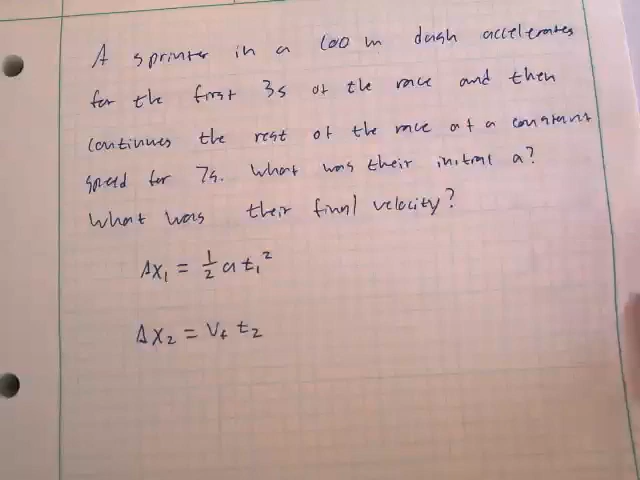 A sprinter in a 100 m dash accelerates
for the first 3s of the race and then
continues the rest of the race at a constant
speed for 7s. What was their initial a?
What was their final velocity?
Δx₁ = ½ a t₁²
Δx₂ = V_f t₂